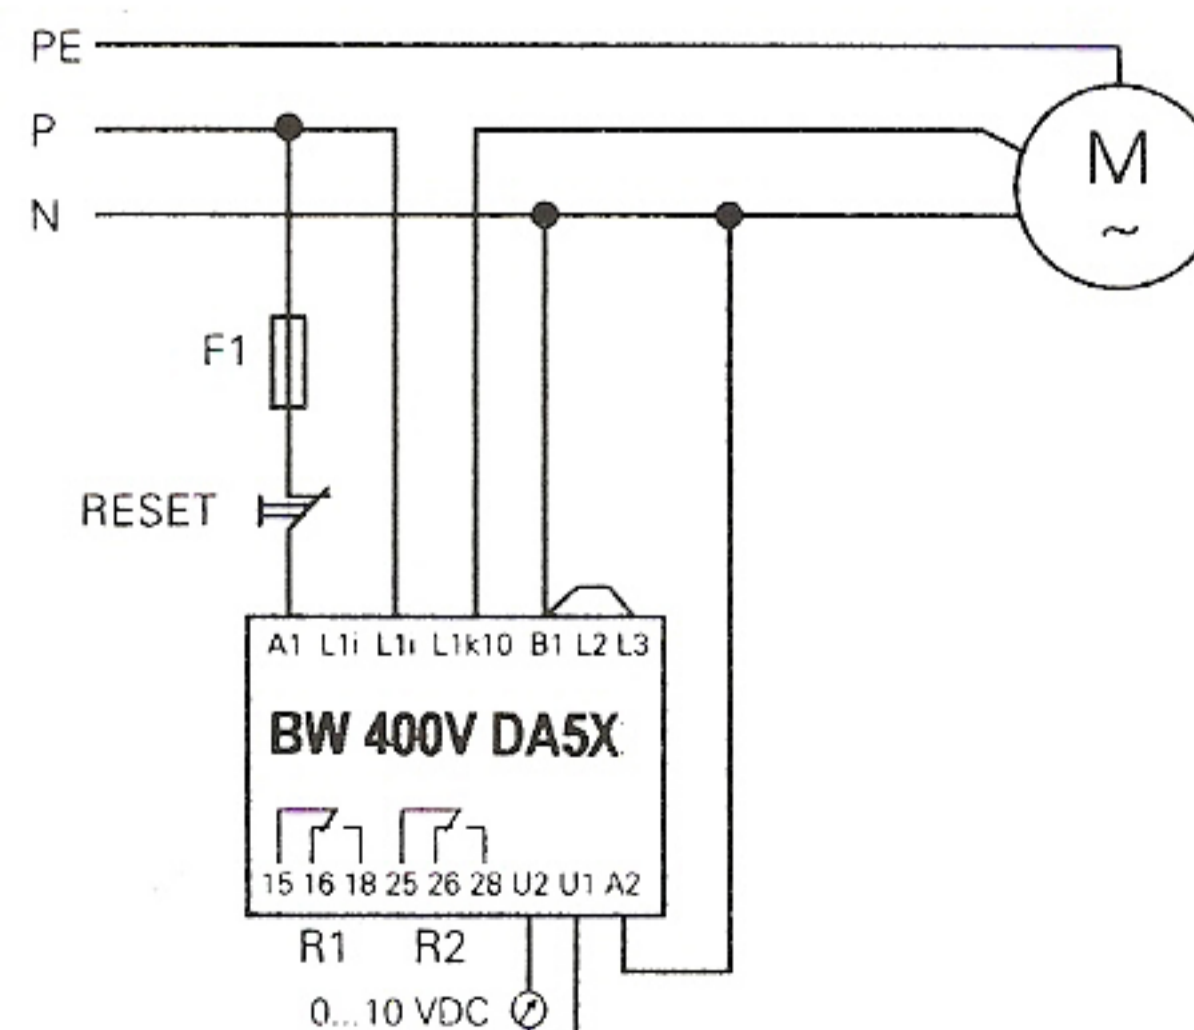 PE
P
N
M
~
F1
RESET
A1 L1i L1i L1k10 B1 L2 L3
BW 400V DA5X
15 16 18 25 26 28 U2 U1 A2
R1 R2
0...10 VDC